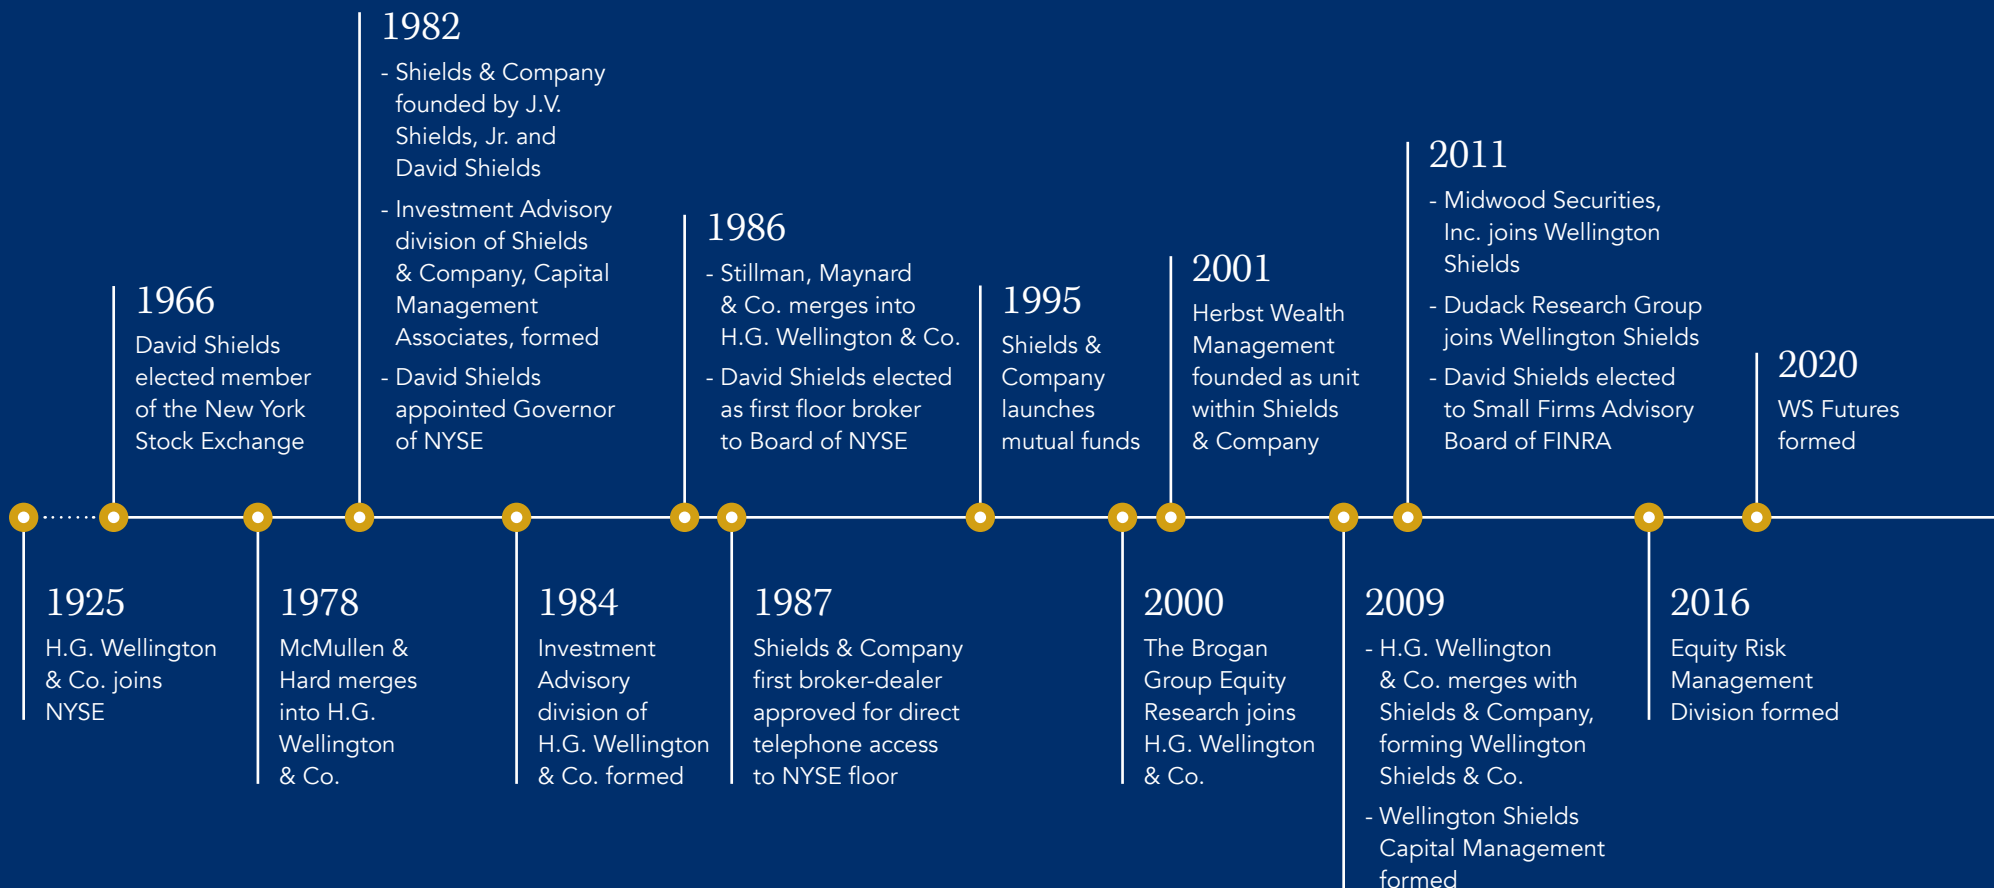 1982
- Shields & Company
founded by J.V.
Shields, Jr. and
David Shields
- Investment Advisory
division of Shields
& Company, Capital
Management
Associates, formed
- David Shields
appointed Governor
of NYSE
1966
David Shields
elected member
of the New York
Stock Exchange
1986
- Stillman, Maynard
& Co. merges into
H.G. Wellington & Co.
- David Shields elected
as first floor broker
to Board of NYSE
1995
Shields &
Company
launches
mutual funds
2001
Herbst Wealth
Management
founded as unit
within Shields
& Company
2011
- Midwood Securities,
Inc. joins Wellington
Shields
- Dudack Research Group
joins Wellington Shields
- David Shields elected
to Small Firms Advisory
Board of FINRA
2020
WS Futures
formed
1925
H.G. Wellington
& Co. joins
NYSE
1978
McMullen &
Hard merges
into H.G.
Wellington
& Co.
1984
Investment
Advisory
division of
H.G. Wellington
& Co. formed
1987
Shields & Company
first broker-dealer
approved for direct
telephone access
to NYSE floor
2000
The Brogan
Group Equity
Research joins
H.G. Wellington
& Co.
2009
- H.G. Wellington
& Co. merges with
Shields & Company,
forming Wellington
Shields & Co.
- Wellington Shields
Capital Management
formed
2016
Equity Risk
Management
Division formed